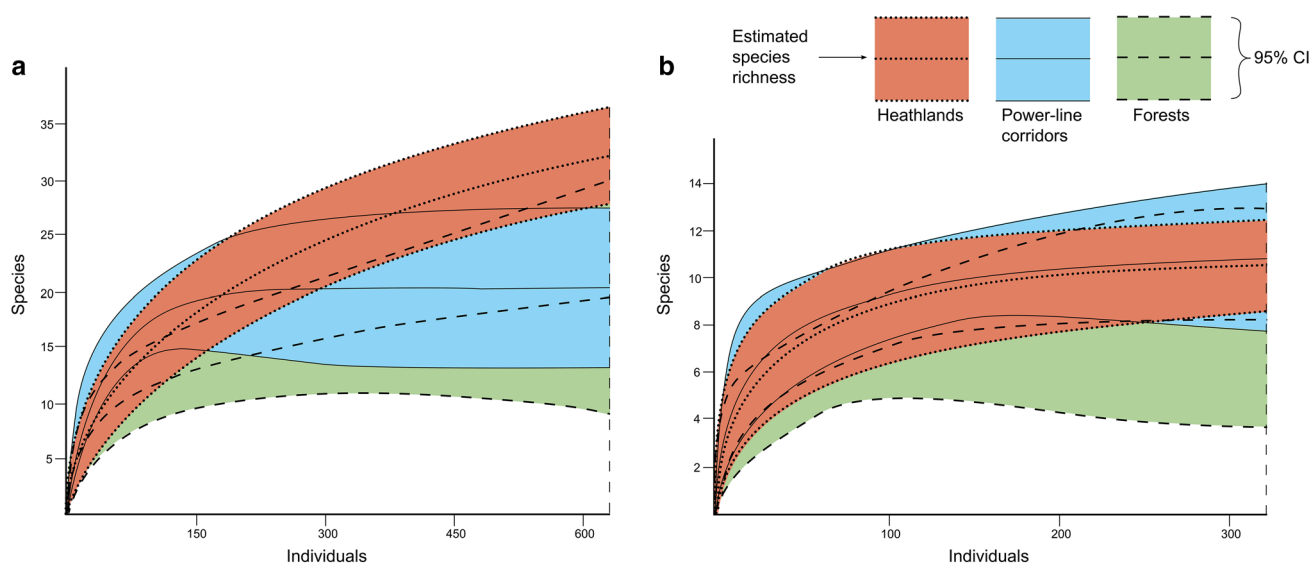 a
35
30
25
20
15
10
5
Species
150
300
450
600
Individuals
Estimated
species
richness
Heathlands
Power-line
corridors
Forests
95% CI
b
14
12
10
8
6
4
2
Species
100
200
300
Individuals